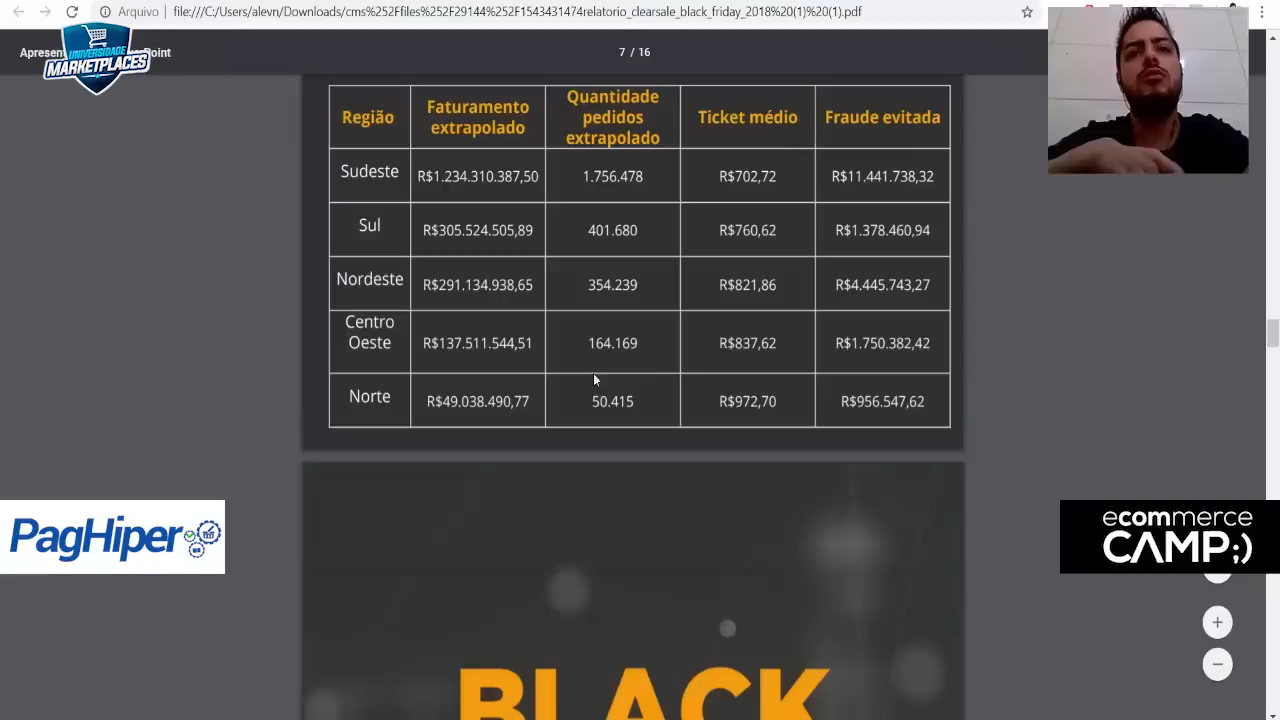 Arquivo
file:///C:/Users/alevn/Downloads/cms%252Ffiles%252F29144%252F1543431474relatorio_clearsale_black_friday_2018%20(1)%20(1).pdf
Apresen
Point
7 / 16
UNIVERSIDADE
MARKETPLACES
Região
Faturamento
extrapolado
Quantidade
pedidos
extrapolado
Ticket médio
Fraude evitada
Sudeste
R$1.234.310.387,50
1.756.478
R$702,72
R$11.441.738,32
Sul
R$305.524.505,89
401.680
R$760,62
R$1.378.460,94
Nordeste
R$291.134.938,65
354.239
R$821,86
R$4.445.743,27
Centro
Oeste
R$137.511.544,51
164.169
R$837,62
R$1.750.382,42
Norte
R$49.038.490,77
50.415
R$972,70
R$956.547,62
PagHiper
ecommerce
CAMP;)
BLACK